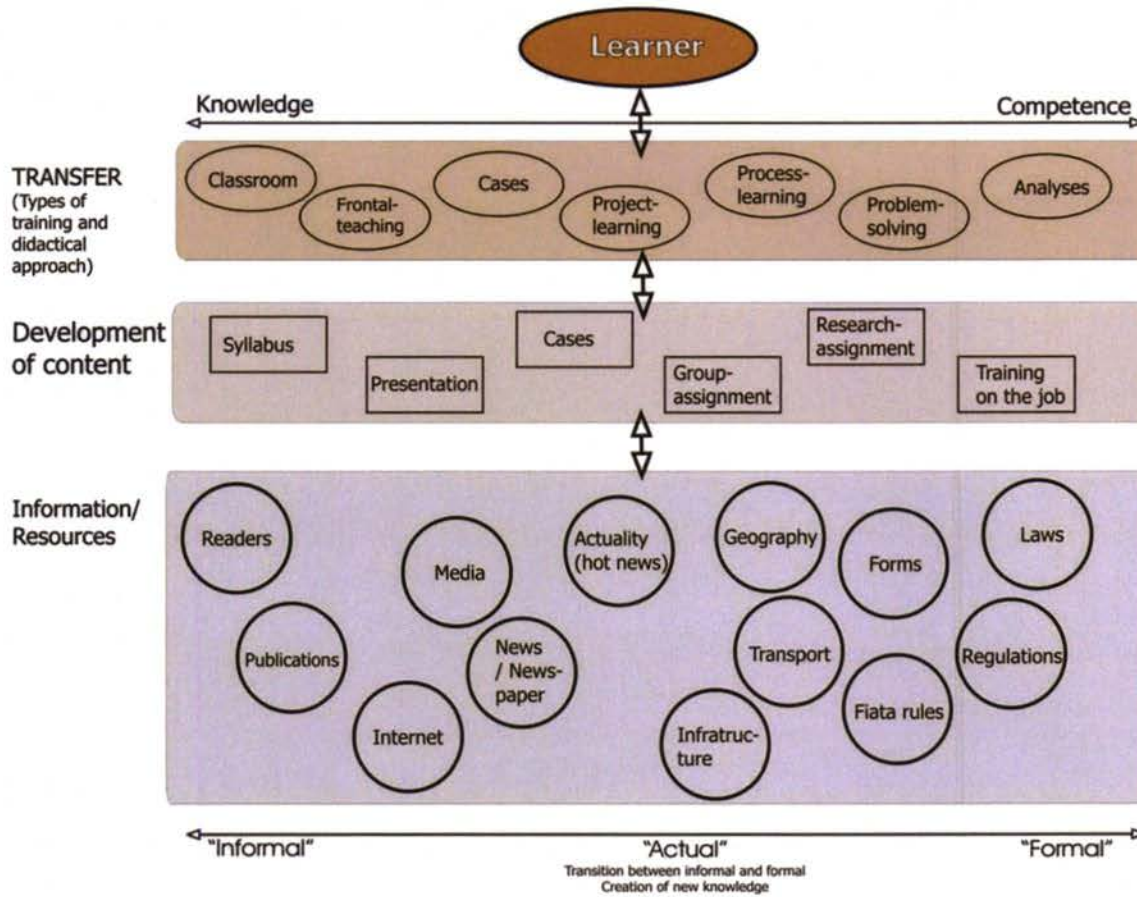 Learner
Knowledge
Competence
TRANSFER
(Types of
training and
didactical
approach)
Classroom
Frontal-
teaching
Cases
Project-
learning
Process-
learning
Problem-
solving
Analyses
Development
of content
Syllabus
Presentation
Cases
Group-
assignment
Research-
assignment
Training
on the job
Information/
Resources
Readers
Publications
Media
Internet
News
/ News-
paper
Actuality
(hot news)
Geography
Transport
Infratruc-
ture
Forms
Fiata rules
Laws
Regulations
"Informal"
"Actual"
"Formal"
Transition between informal and formal
Creation of new knowledge